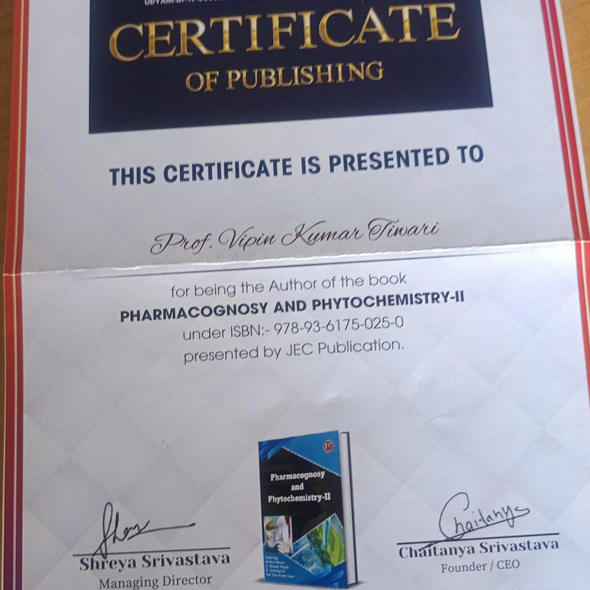 CERTIFICATE
OF PUBLISHING
THIS CERTIFICATE IS PRESENTED TO
Prof. Vipin Kumar Tiwari
for being the Author of the book
PHARMACOGNOSY AND PHYTOCHEMISTRY-II
under ISBN:- 978-93-6175-025-0
presented by JEC Publication.
Pharmacognosy
and
Phytochemistry-II
Shreya Srivastava
Managing Director
Chaitanya
Chaitanya Srivastava
Founder / CEO